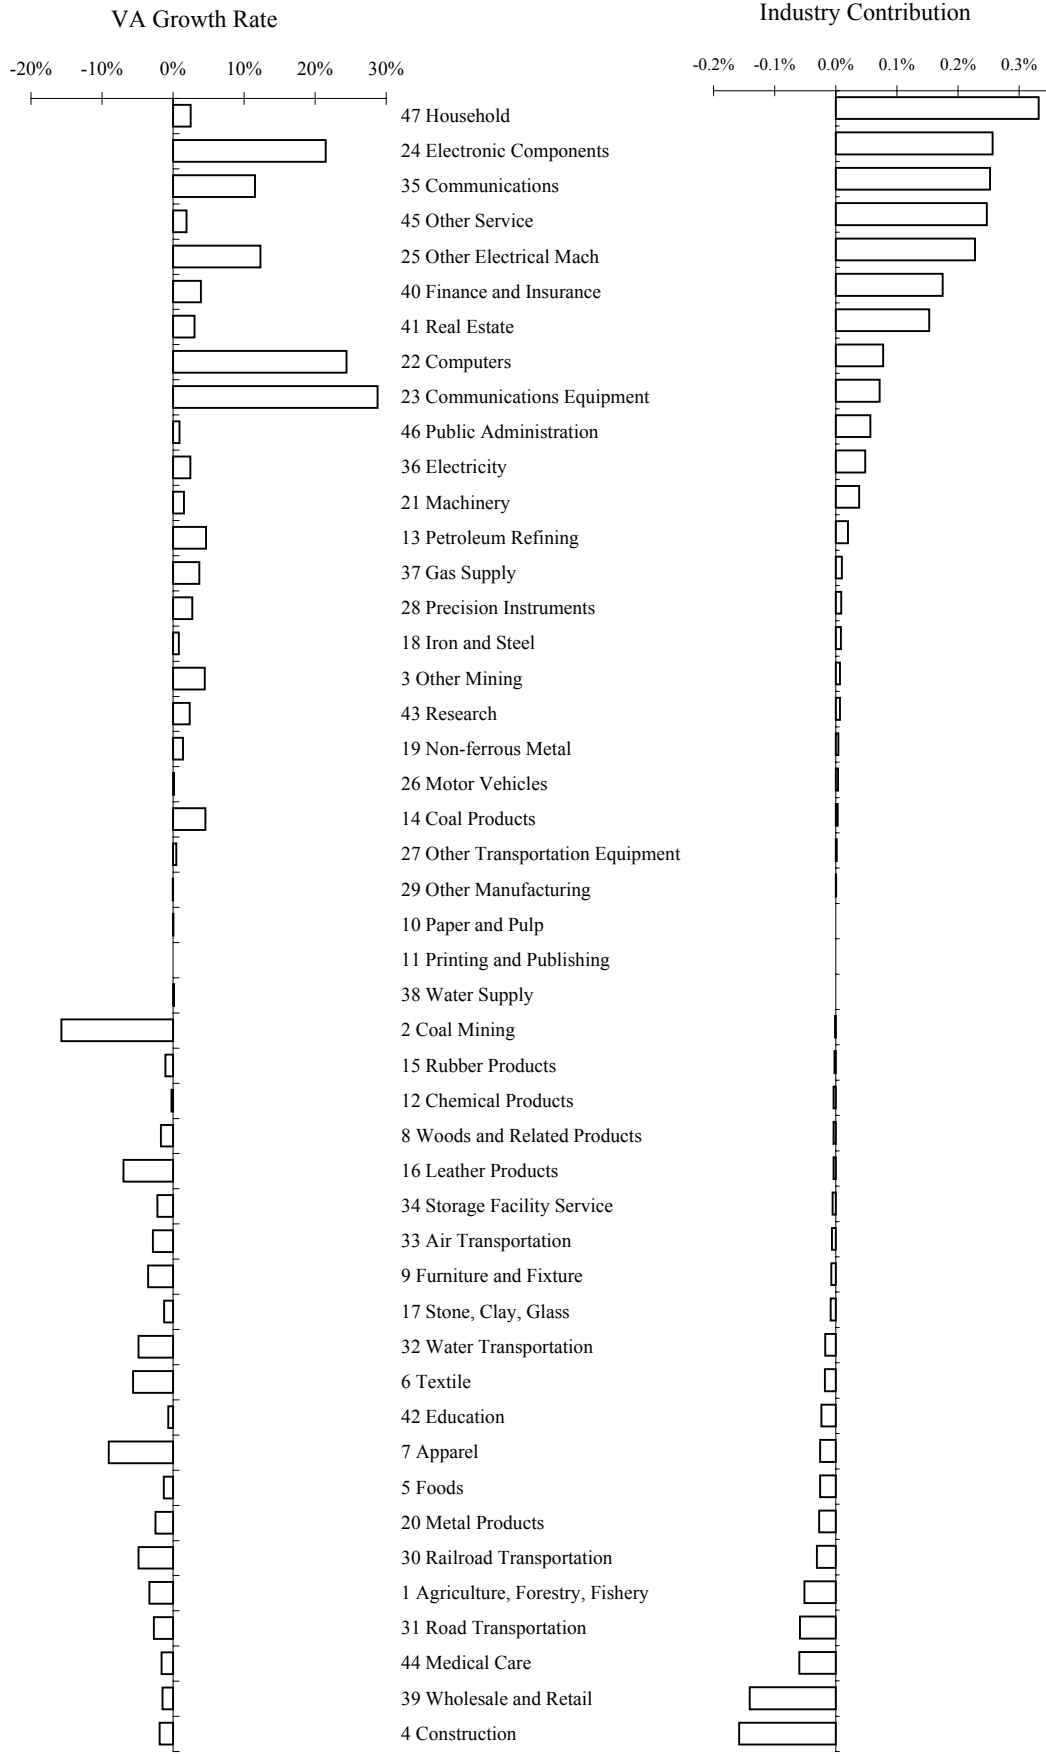 VA Growth Rate
Industry Contribution
-20% -10% 0% 10% 20% 30%
-0.2% -0.1% 0.0% 0.1% 0.2% 0.3%
47 Household
24 Electronic Components
35 Communications
45 Other Service
25 Other Electrical Mach
40 Finance and Insurance
41 Real Estate
22 Computers
23 Communications Equipment
46 Public Administration
36 Electricity
21 Machinery
13 Petroleum Refining
37 Gas Supply
28 Precision Instruments
18 Iron and Steel
3 Other Mining
43 Research
19 Non-ferrous Metal
26 Motor Vehicles
14 Coal Products
27 Other Transportation Equipment
29 Other Manufacturing
10 Paper and Pulp
11 Printing and Publishing
38 Water Supply
2 Coal Mining
15 Rubber Products
12 Chemical Products
8 Woods and Related Products
16 Leather Products
34 Storage Facility Service
33 Air Transportation
9 Furniture and Fixture
17 Stone, Clay, Glass
32 Water Transportation
6 Textile
42 Education
7 Apparel
5 Foods
20 Metal Products
30 Railroad Transportation
1 Agriculture, Forestry, Fishery
31 Road Transportation
44 Medical Care
39 Wholesale and Retail
4 Construction